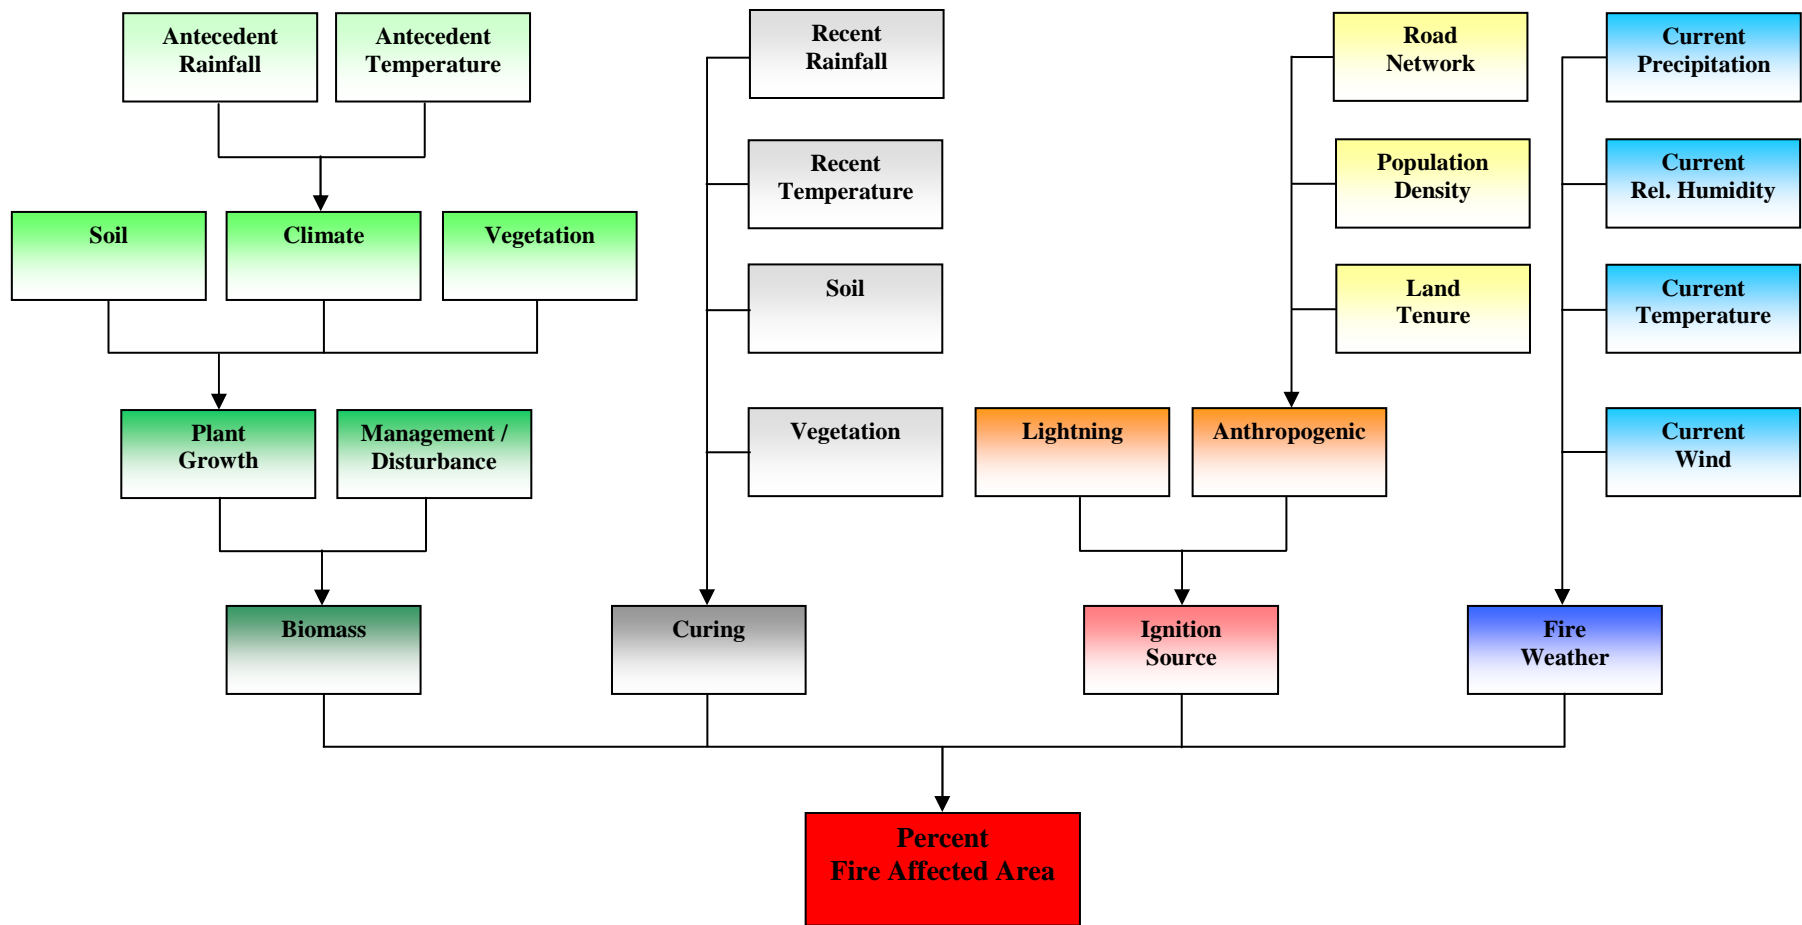 Antecedent
Rainfall
Antecedent
Temperature
Recent
Rainfall
Road
Network
Current
Precipitation
Recent
Temperature
Population
Density
Current
Rel. Humidity
Soil
Climate
Vegetation
Soil
Land
Tenure
Current
Temperature
Plant
Growth
Management /
Disturbance
Vegetation
Lightning
Anthropogenic
Current
Wind
Biomass
Curing
Ignition
Source
Fire
Weather
Percent
Fire Affected Area